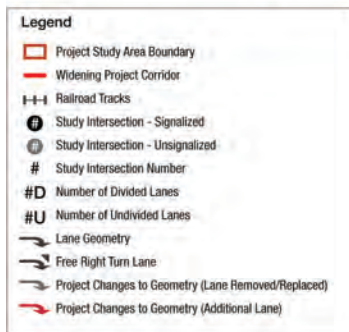 Legend
Project Study Area Boundary
Widening Project Corridor
Railroad Tracks
# Study Intersection - Signalized
# Study Intersection - Unsignalized
# Study Intersection Number
#D Number of Divided Lanes
#U Number of Undivided Lanes
Lane Geometry
Free Right Turn Lane
Project Changes to Geometry (Lane Removed/Replaced)
Project Changes to Geometry (Additional Lane)